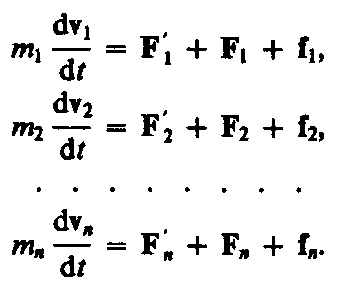 m₁ dv₁/dt = F′₁ + F₁ + f₁,
m₂ dv₂/dt = F′₂ + F₂ + f₂,
. . . . . . . . .
mₙ dvₙ/dt = F′ₙ + Fₙ + fₙ.